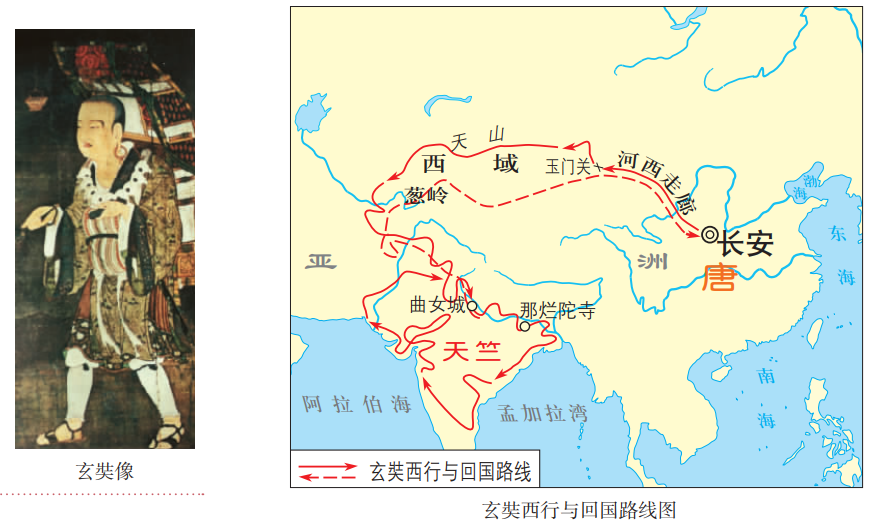 玄奘像
天山
西域
玉门关
河西走廊
葱岭
渤海
长安
东海
亚洲
唐
曲女城
那烂陀寺
天竺
南海
阿拉伯海
孟加拉湾
玄奘西行与回国路线
玄奘西行与回国路线图